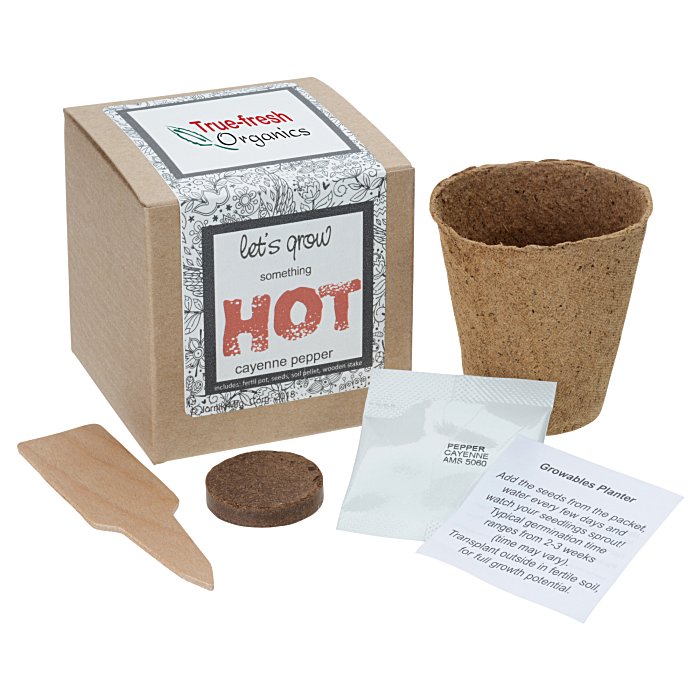 True-fresh
Organics
let's grow
something
HOT
cayenne pepper
includes: fertil pot, seeds, soil pellet, wooden stake
2018
PEPPER
CAYENNE
AMS 5060
Growables Planter
Add the seeds from the packet,
water every few days and
watch your seedlings sprout!
Typical germination time
ranges from 2-3 weeks
(time may vary).
Transplant outside in fertile soil,
for full growth potential.